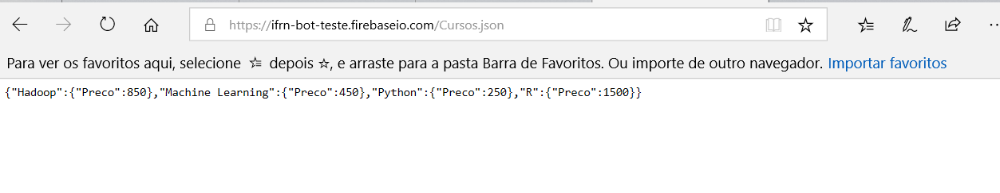 https://ifrn-bot-teste.firebaseio.com/Cursos.json
Para ver os favoritos aqui, selecione depois ☆, e arraste para a pasta Barra de Favoritos. Ou importe de outro navegador. Importar favoritos
{"Hadoop":{"Preco":850},"Machine Learning":{"Preco":450},"Python":{"Preco":250},"R":{"Preco":1500}}